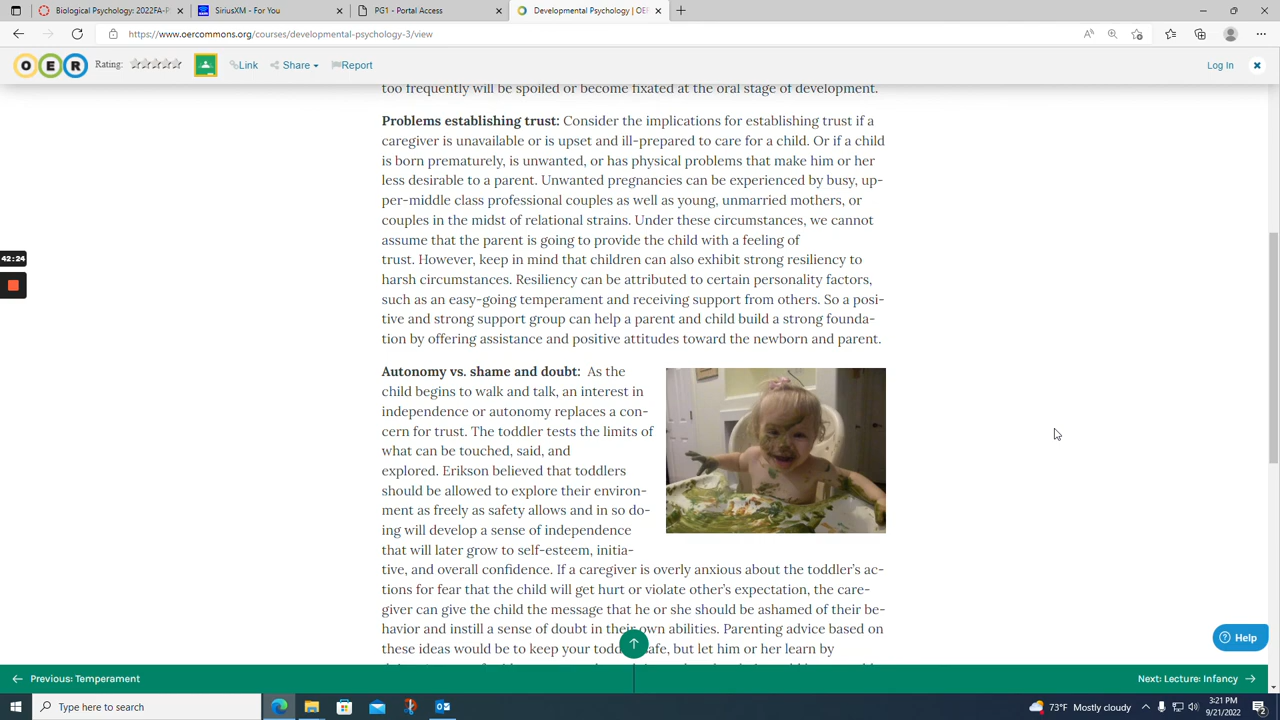 Biological Psychology: 2022FA-P
SiriusXM - For You
PG1 - Portal Access
Developmental Psychology | OEF
https://www.oercommons.org/courses/developmental-psychology-3/view
O E R Rating: Link Share Report Log In
too frequently will be spoiled or become fixated at the oral stage of development.
Problems establishing trust: Consider the implications for establishing trust if a
caregiver is unavailable or is upset and ill-prepared to care for a child. Or if a child
is born prematurely, is unwanted, or has physical problems that make him or her
less desirable to a parent. Unwanted pregnancies can be experienced by busy, up-
per-middle class professional couples as well as young, unmarried mothers, or
couples in the midst of relational strains. Under these circumstances, we cannot
assume that the parent is going to provide the child with a feeling of
trust. However, keep in mind that children can also exhibit strong resiliency to
harsh circumstances. Resiliency can be attributed to certain personality factors,
such as an easy-going temperament and receiving support from others. So a posi-
tive and strong support group can help a parent and child build a strong founda-
tion by offering assistance and positive attitudes toward the newborn and parent.
42:24
Autonomy vs. shame and doubt: As the
child begins to walk and talk, an interest in
independence or autonomy replaces a con-
cern for trust. The toddler tests the limits of
what can be touched, said, and
explored. Erikson believed that toddlers
should be allowed to explore their environ-
ment as freely as safety allows and in so do-
ing will develop a sense of independence
that will later grow to self-esteem, initia-
tive, and overall confidence. If a caregiver is overly anxious about the toddler's ac-
tions for fear that the child will get hurt or violate other's expectation, the care-
giver can give the child the message that he or she should be ashamed of their be-
havior and instill a sense of doubt in their own abilities. Parenting advice based on
these ideas would be to keep your safe, but let him or her learn by
Help
Previous: Temperament
Next: Lecture: Infancy
Type here to search
73°F Mostly cloudy
3:21 PM
9/21/2022
2